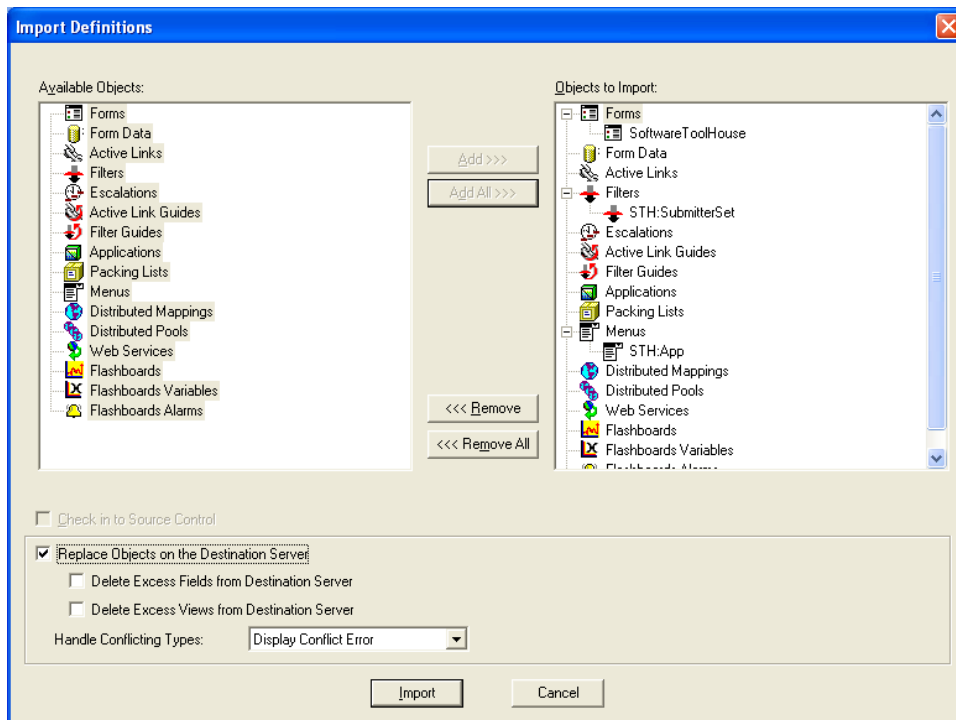 Import Definitions
Available Objects:
Forms
Form Data
Active Links
Filters
Escalations
Active Link Guides
Filter Guides
Applications
Packing Lists
Menus
Distributed Mappings
Distributed Pools
Web Services
Flashboards
Flashboards Variables
Flashboards Alarms
Add >>>
Add All >>>
<<< Remove
<<< Remove All
Objects to Import:
Forms
SoftwareToolHouse
Form Data
Active Links
Filters
STH:SubmitterSet
Escalations
Active Link Guides
Filter Guides
Applications
Packing Lists
Menus
STH:App
Distributed Mappings
Distributed Pools
Web Services
Flashboards
Flashboards Variables
Flashboards Alarms
Check in to Source Control
Replace Objects on the Destination Server
Delete Excess Fields from Destination Server
Delete Excess Views from Destination Server
Handle Conflicting Types: Display Conflict Error
Import Cancel